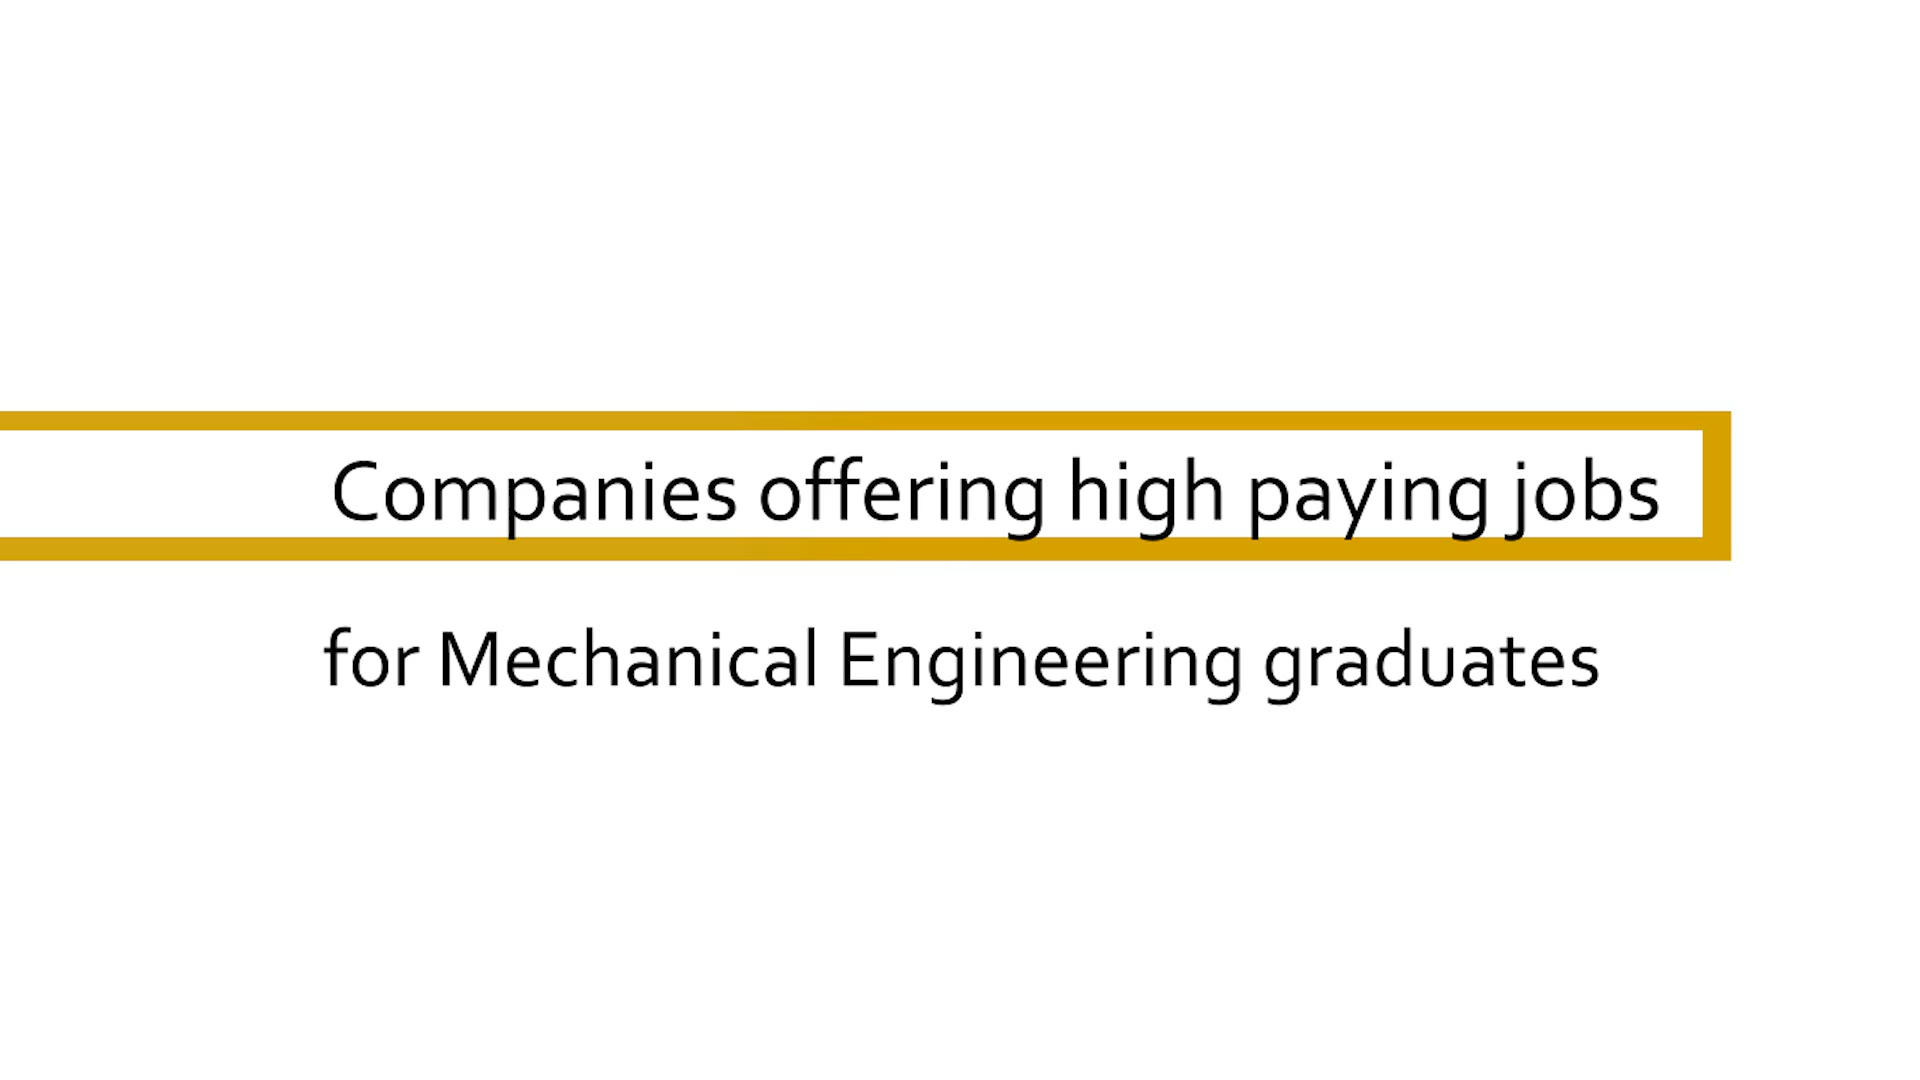 Companies offering high paying jobs
for Mechanical Engineering graduates